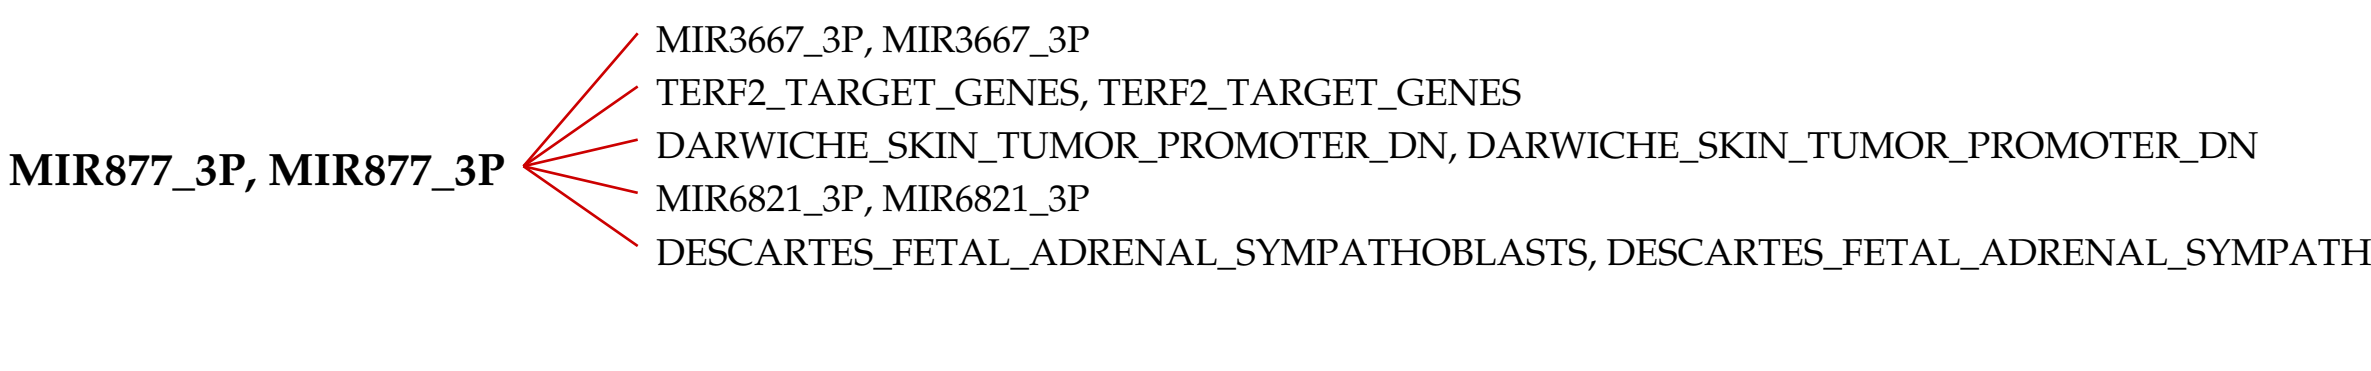 MIR3667_3P, MIR3667_3P
TERF2_TARGET_GENES, TERF2_TARGET_GENES
DARWICHE_SKIN_TUMOR_PROMOTER_DN, DARWICHE_SKIN_TUMOR_PROMOTER_DN
MIR877_3P, MIR877_3P
MIR6821_3P, MIR6821_3P
DESCARTES_FETAL_ADRENAL_SYMPATHOBLASTS, DESCARTES_FETAL_ADRENAL_SYMPATH